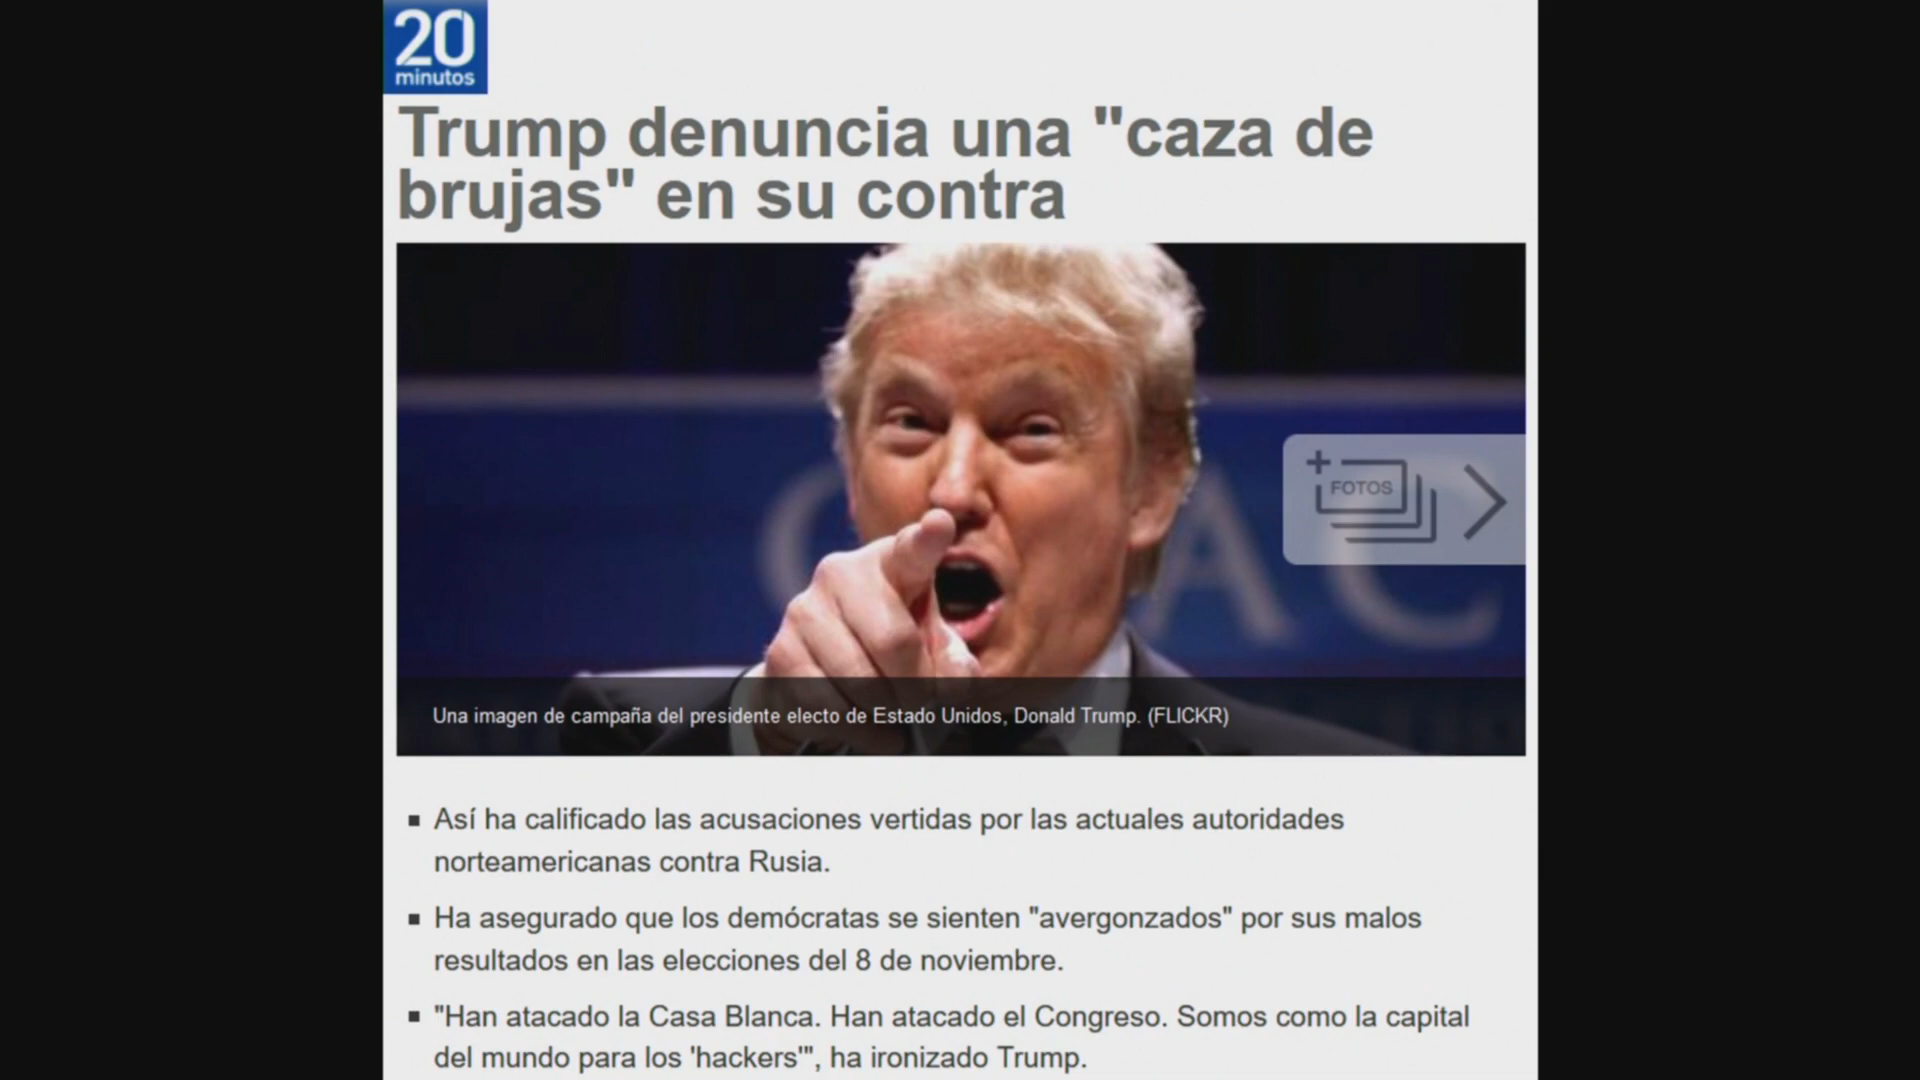 20
minutos
Trump denuncia una "caza de
brujas" en su contra
C AC
FOTOS
Una imagen de campaña del presidente electo de Estado Unidos, Donald Trump. (FLICKR)
Así ha calificado las acusaciones vertidas por las actuales autoridades
norteamericanas contra Rusia.
Ha asegurado que los demócratas se sienten "avergonzados" por sus malos
resultados en las elecciones del 8 de noviembre.
"Han atacado la Casa Blanca. Han atacado el Congreso. Somos como la capital
del mundo para los 'hackers'", ha ironizado Trump.